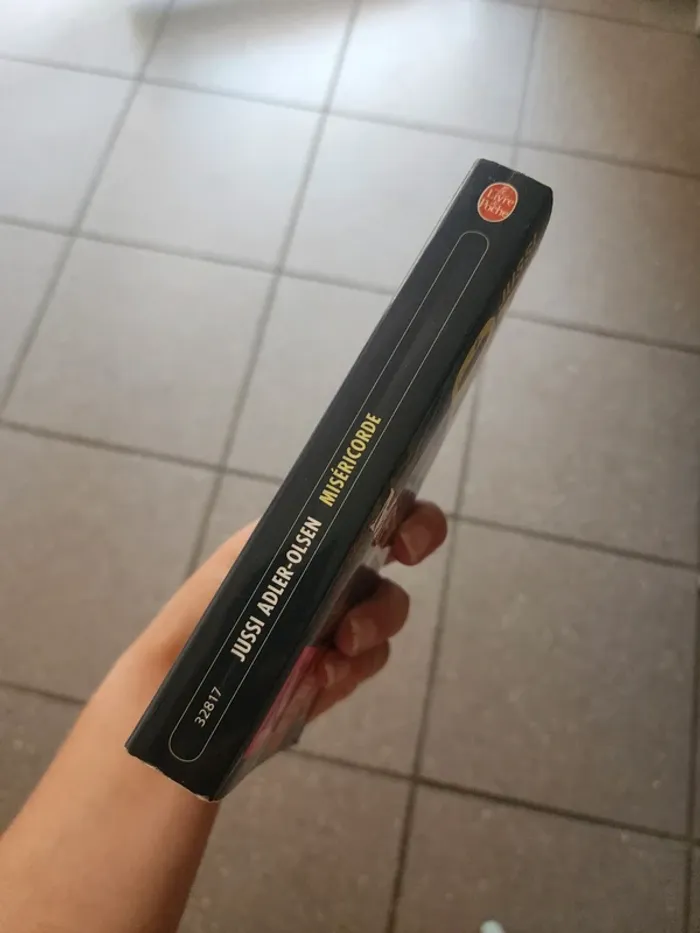 Le Livre de Poche
JUSSI ADLER-OLSEN MISÉRICORDE
32817